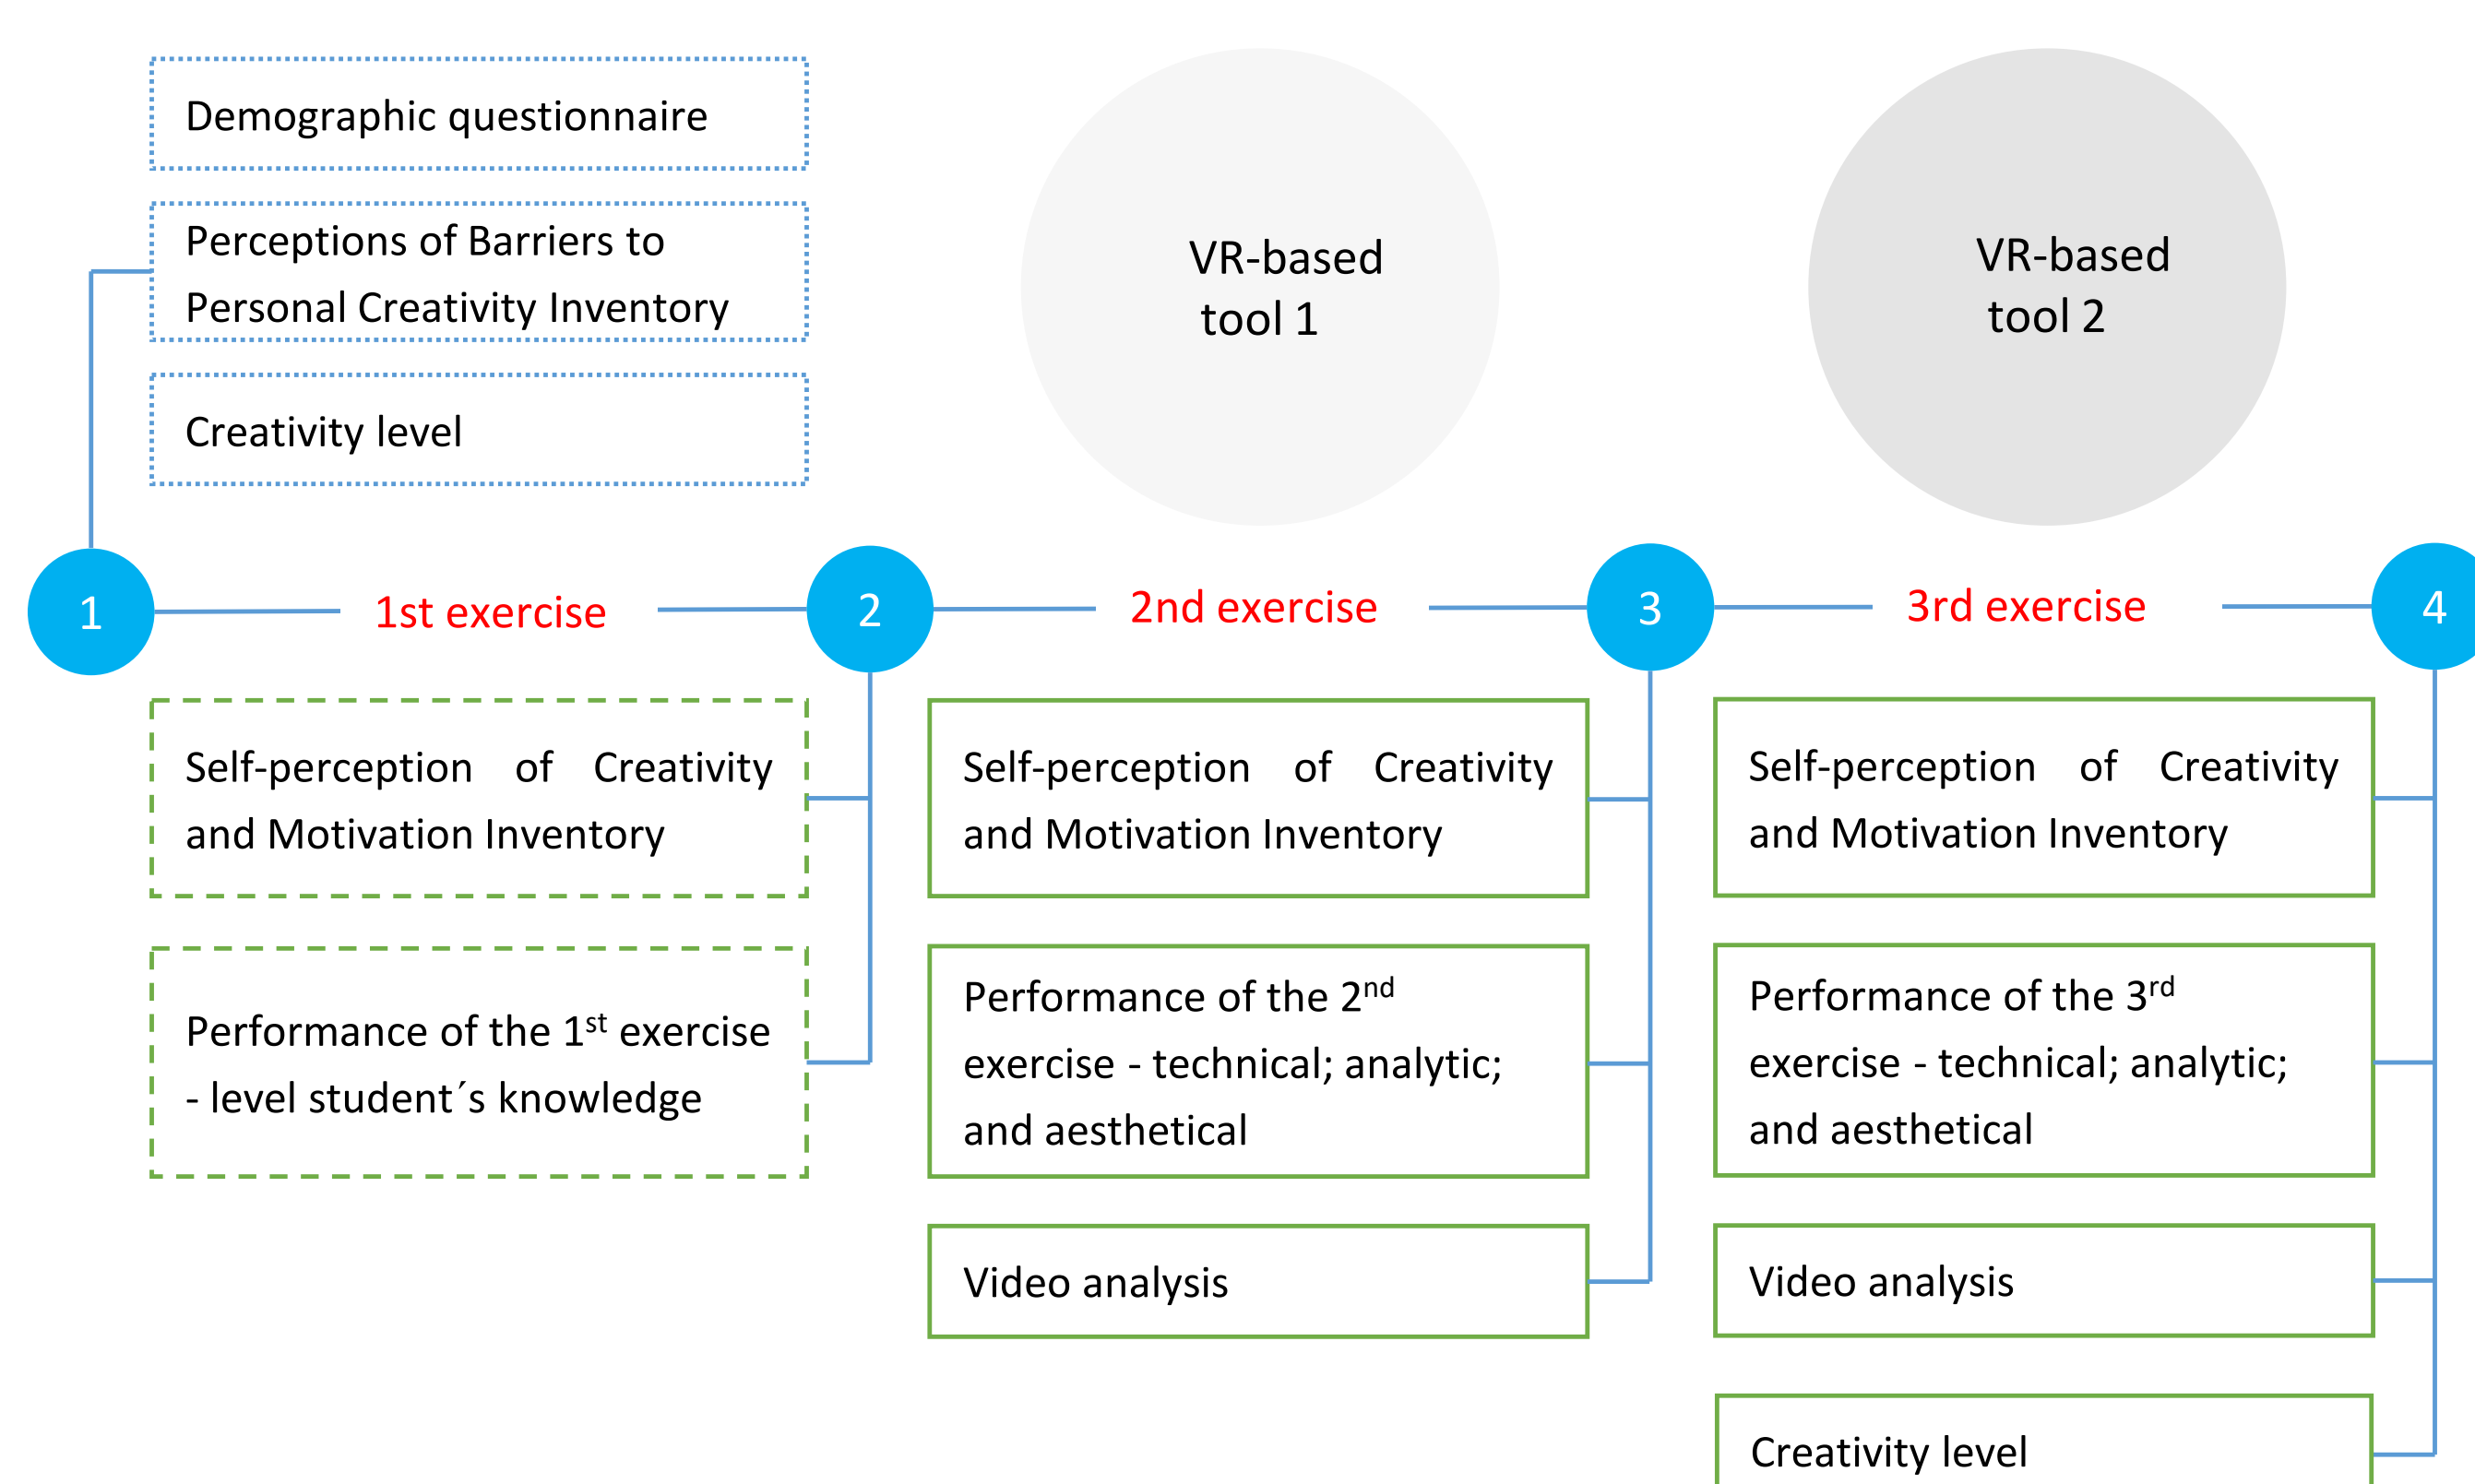 Demographic questionnaire
Perceptions of Barriers to
Personal Creativity Inventory
Creativity level
VR-based
tool 1
VR-based
tool 2
1
1st exercise
2
2nd exercise
3
3rd exercise
4
Self-perception of Creativity
and Motivation Inventory
Performance of the 1st exercise
- level student´s knowledge
Self-perception of Creativity
and Motivation Inventory
Performance of the 2nd
exercise - technical; analytic;
and aesthetical
Video analysis
Self-perception of Creativity
and Motivation Inventory
Performance of the 3rd
exercise - technical; analytic;
and aesthetical
Video analysis
Creativity level